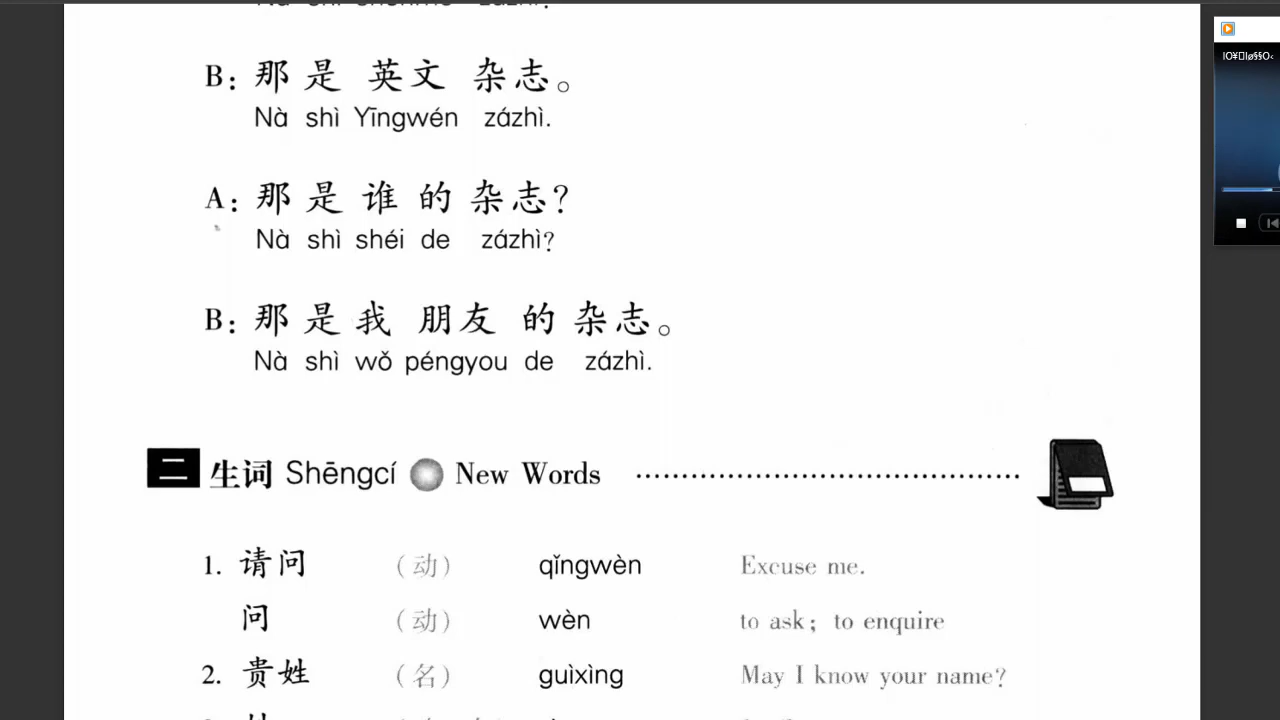 B: 那 是 英文 杂志。
Nà shì Yīngwén zázhì.
A: 那 是 谁 的 杂志?
Nà shì shéi de zázhì?
B: 那 是 我 朋友 的 杂志。
Nà shì wǒ péngyou de zázhì.
二 生词 Shēngcí New Words
1. 请问 (动) qǐngwèn Excuse me.
问 (动) wèn to ask; to enquire
2. 贵姓 (名) guìxìng May I know your name?